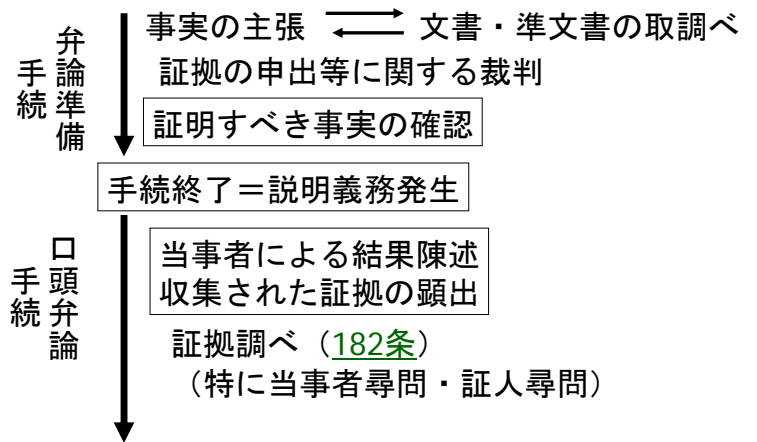 弁論準備手続
事実の主張 文書・準文書の取調べ
証拠の申出等に関する裁判
証明すべき事実の確認
手続終了＝説明義務発生
口頭弁論手続
当事者による結果陳述
収集された証拠の顕出
証拠調べ（182条）
（特に当事者尋問・証人尋問）